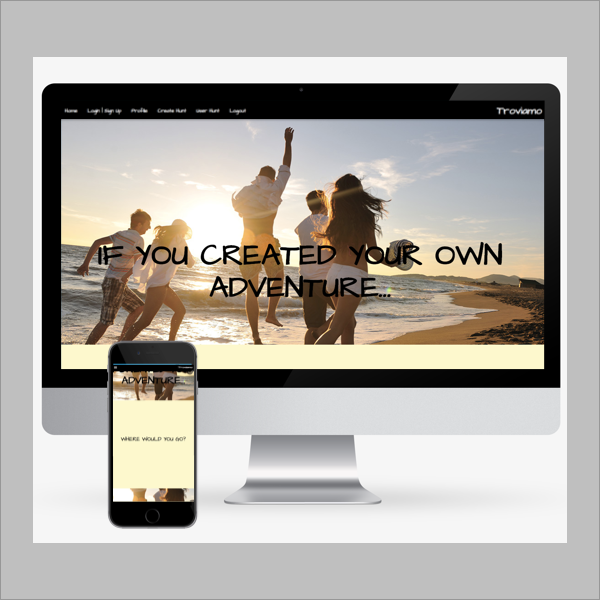 Home Login | Sign Up Profile Create Hunt User Hunt Logout Troviamo
IF YOU CREATED YOUR OWN
ADVENTURE...
ADVENTURE...
WHERE WOULD YOU GO?